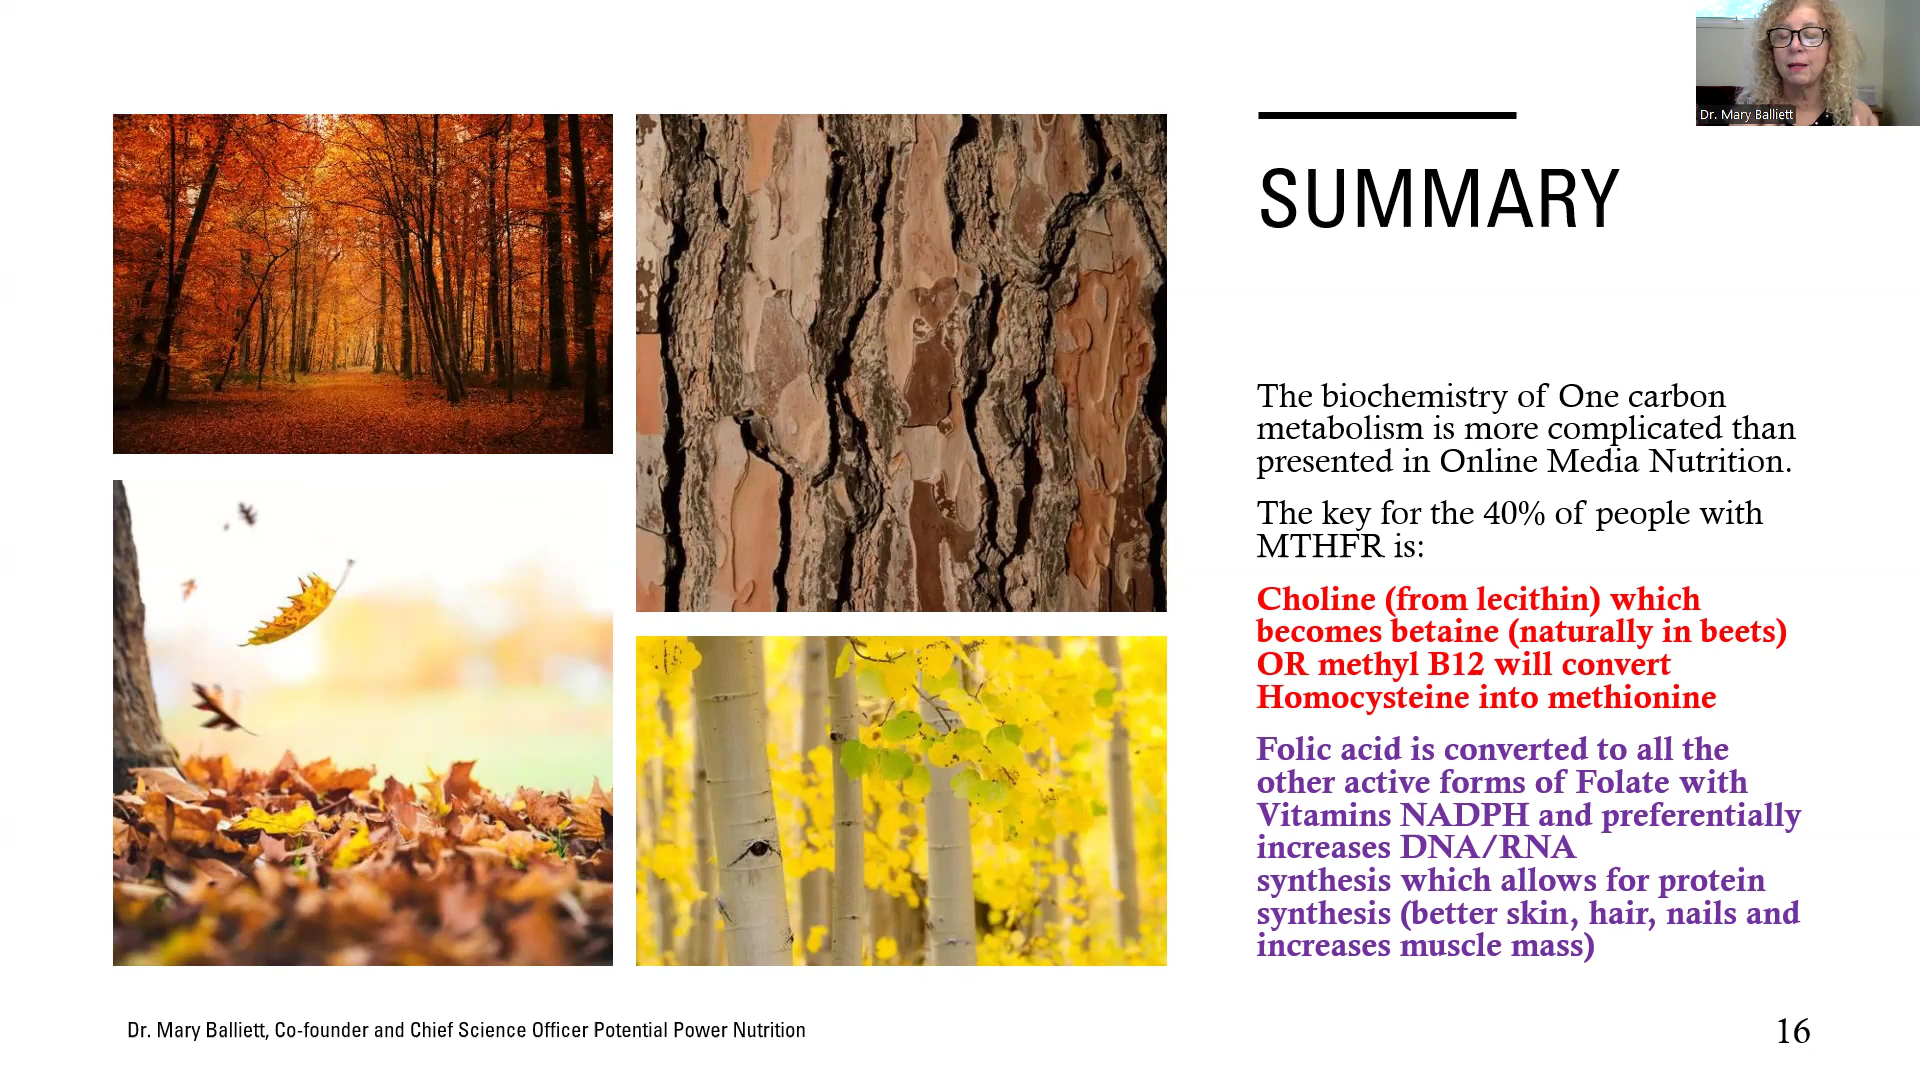 Dr. Mary Balliett
SUMMARY
The biochemistry of One carbon
metabolism is more complicated than
presented in Online Media Nutrition.
The key for the 40% of people with
MTHFR is:
Choline (from lecithin) which
becomes betaine (naturally in beets)
OR methyl B12 will convert
Homocysteine into methionine
Folic acid is converted to all the
other active forms of Folate with
Vitamins NADPH and preferentially
increases DNA/RNA
synthesis which allows for protein
synthesis (better skin, hair, nails and
increases muscle mass)
Dr. Mary Balliett, Co-founder and Chief Science Officer Potential Power Nutrition
16